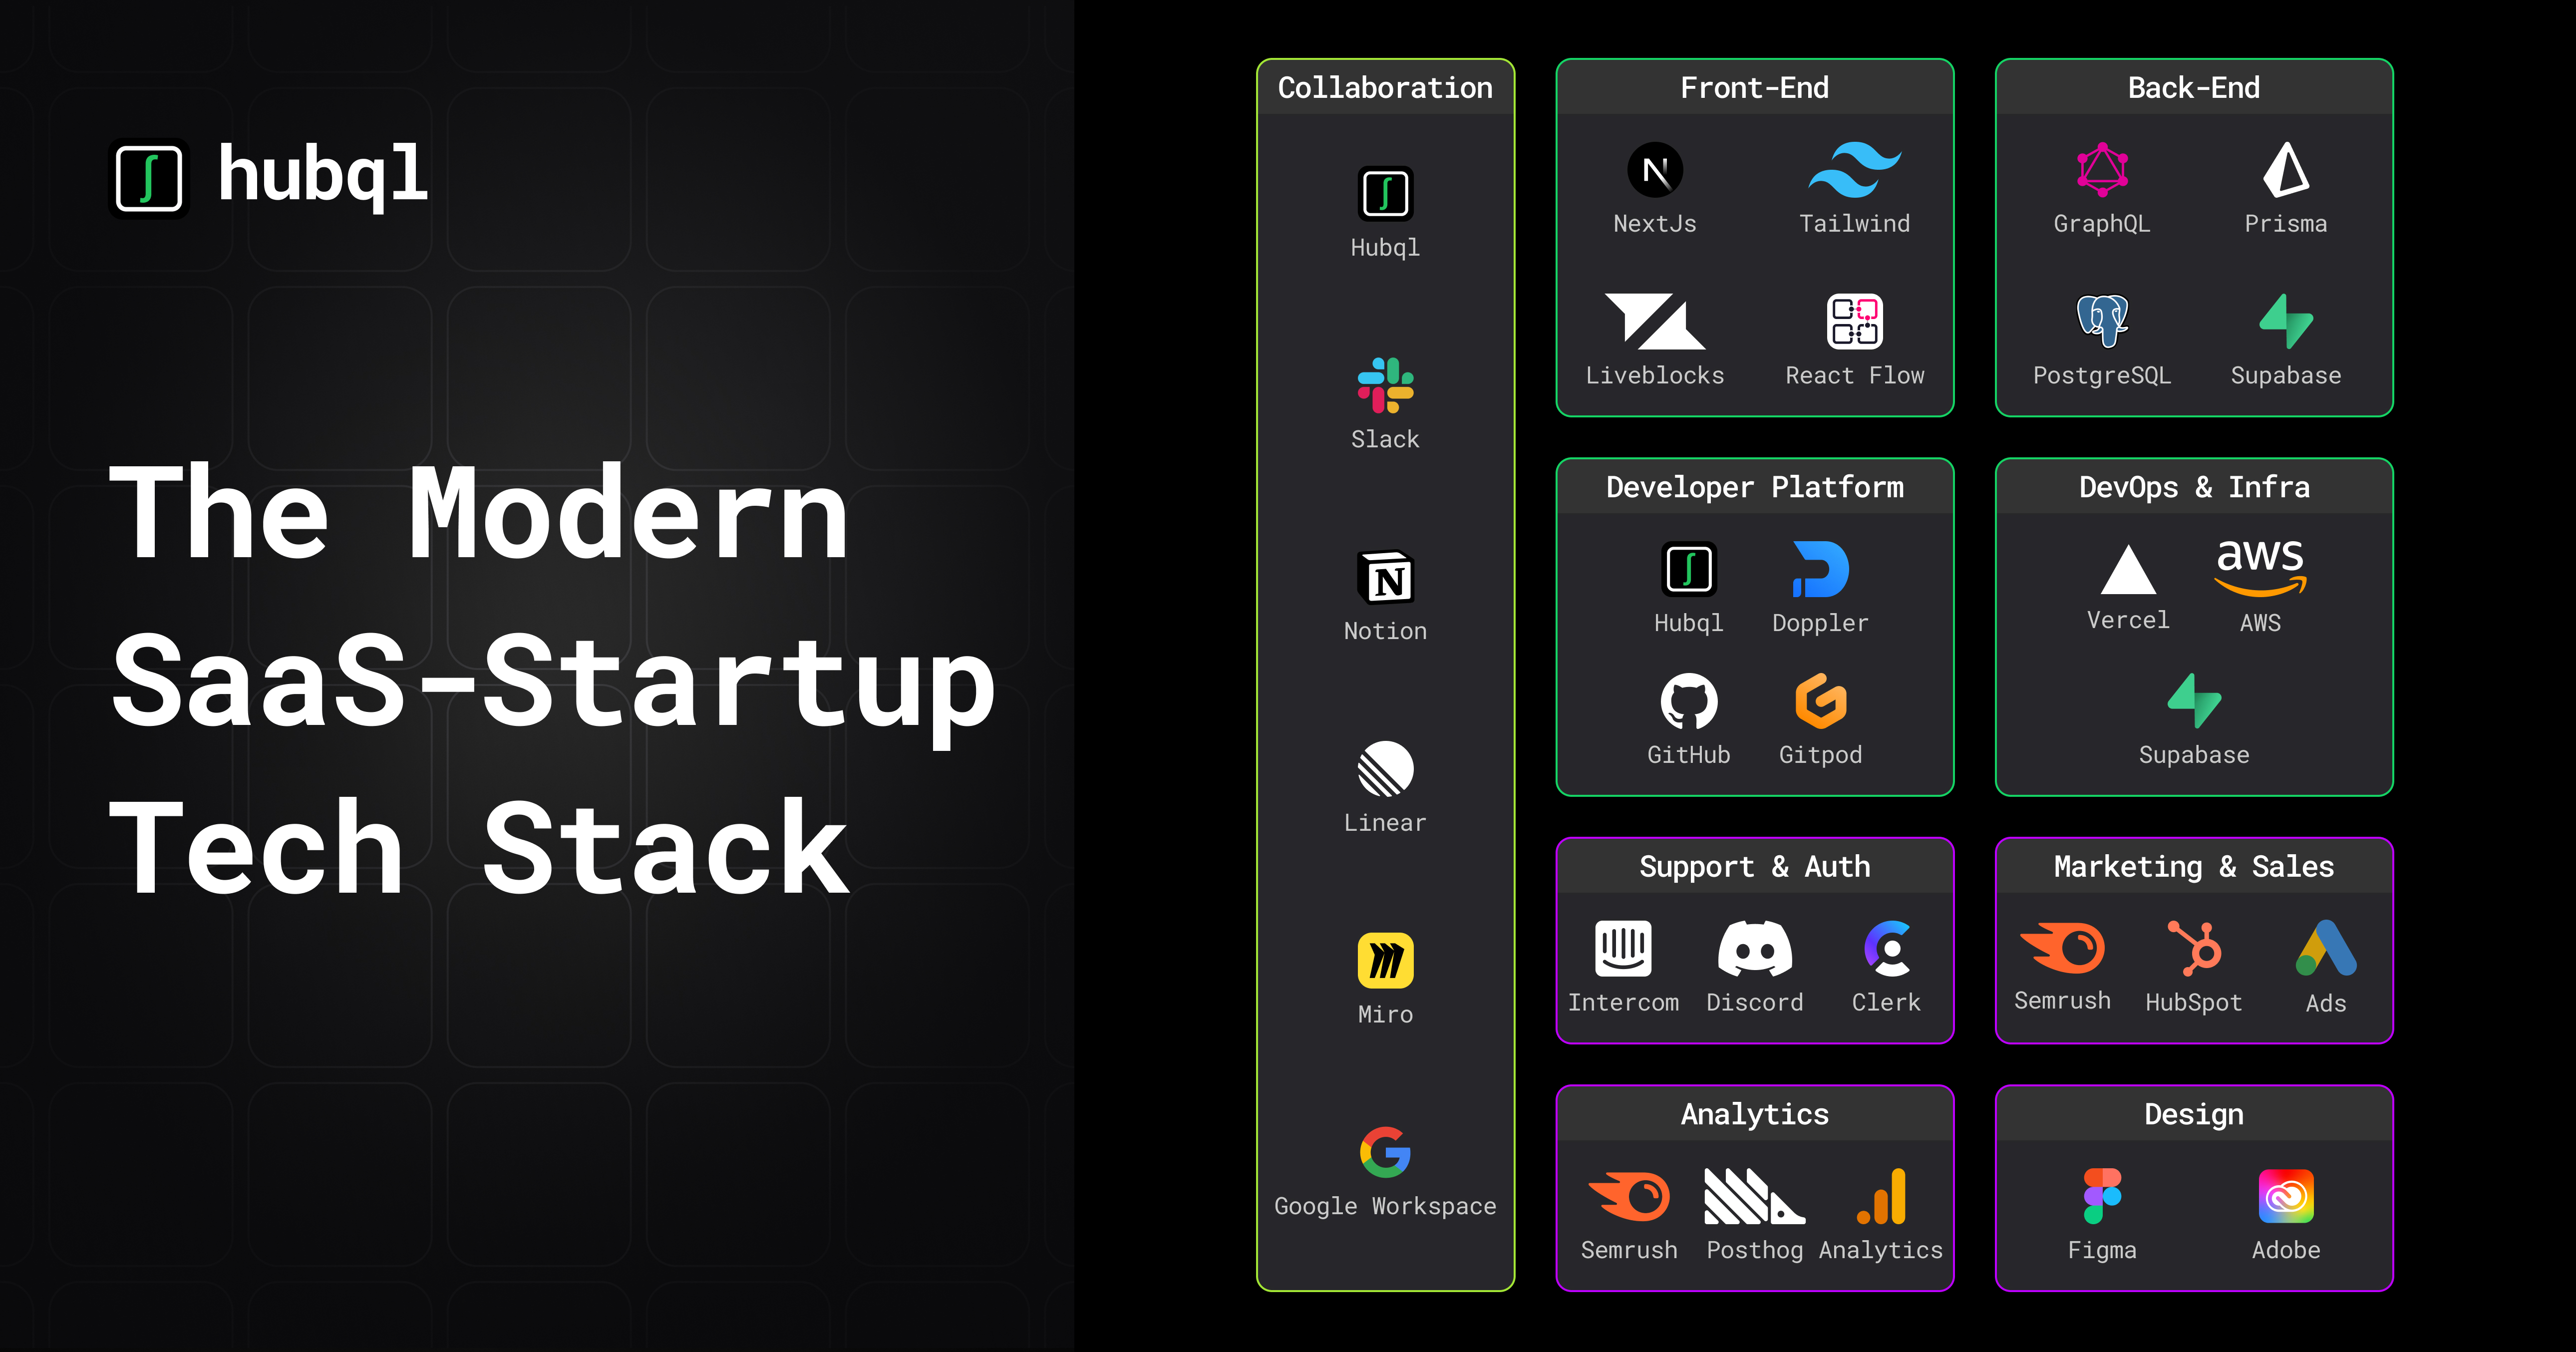 hubql
The Modern
SaaS-Startup
Tech Stack
Collaboration
Hubql
Slack
N
Notion
Linear
Miro
Google Workspace
Front-End
N
NextJs
Tailwind
Liveblocks
React Flow
Back-End
GraphQL
Prisma
PostgreSQL
Supabase
Developer Platform
Hubql
Doppler
GitHub
Gitpod
DevOps & Infra
Vercel
aws
AWS
Supabase
Support & Auth
Intercom
Discord
Clerk
Marketing & Sales
Semrush
HubSpot
Ads
Analytics
Semrush
Posthog
Analytics
Design
Figma
Adobe